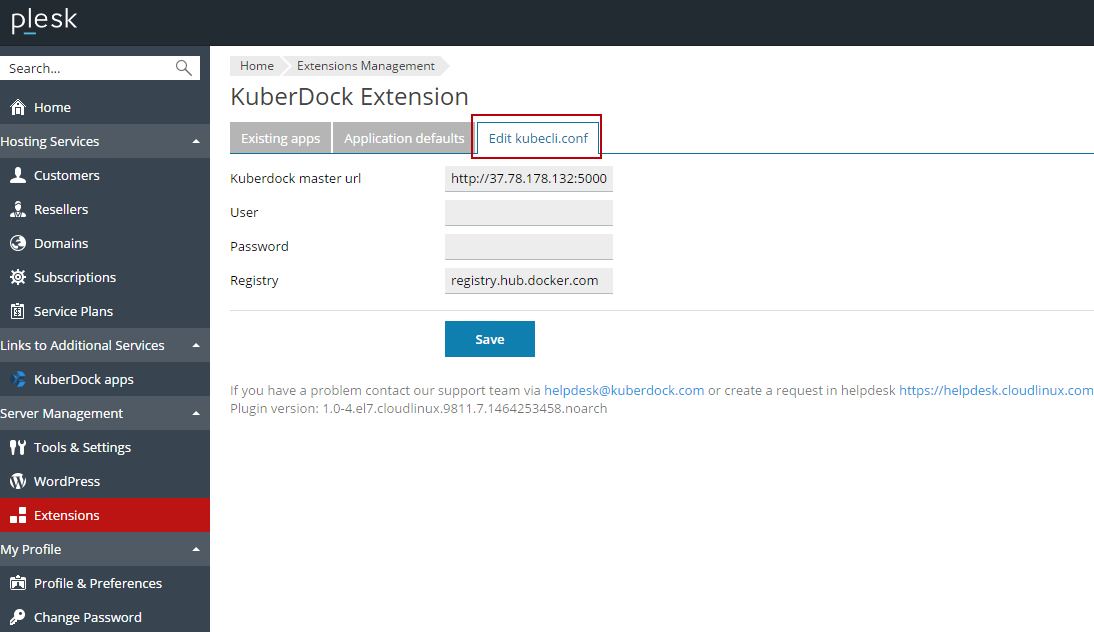 plesk
Search...
Home
Hosting Services
Customers
Resellers
Domains
Subscriptions
Service Plans
Links to Additional Services
KuberDock apps
Server Management
Tools & Settings
WordPress
Extensions
My Profile
Profile & Preferences
Change Password
Home Extensions Management
KuberDock Extension
Existing apps Application defaults Edit kubecli.conf
Kuberdock master url http://37.78.178.132:5000
User
Password
Registry registry.hub.docker.com
Save
If you have a problem contact our support team via helpdesk@kuberdock.com or create a request in helpdesk https://helpdesk.cloudlinux.com
Plugin version: 1.0-4.el7.cloudlinux.9811.7.1464253458.noarch